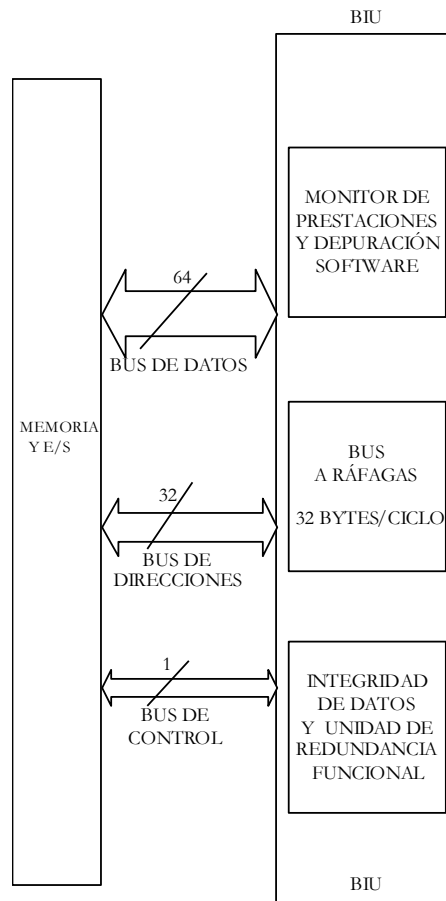 BIU
MONITOR DE
PRESTACIONES
Y DEPURACIÓN
SOFTWARE
64
BUS DE DATOS
MEMORIA
Y E/S
BUS
A RÁFAGAS
32 BYTES/CICLO
32
BUS DE
DIRECCIONES
1
BUS DE
CONTROL
INTEGRIDAD
DE DATOS
Y UNIDAD DE
REDUNDANCIA
FUNCIONAL
BIU